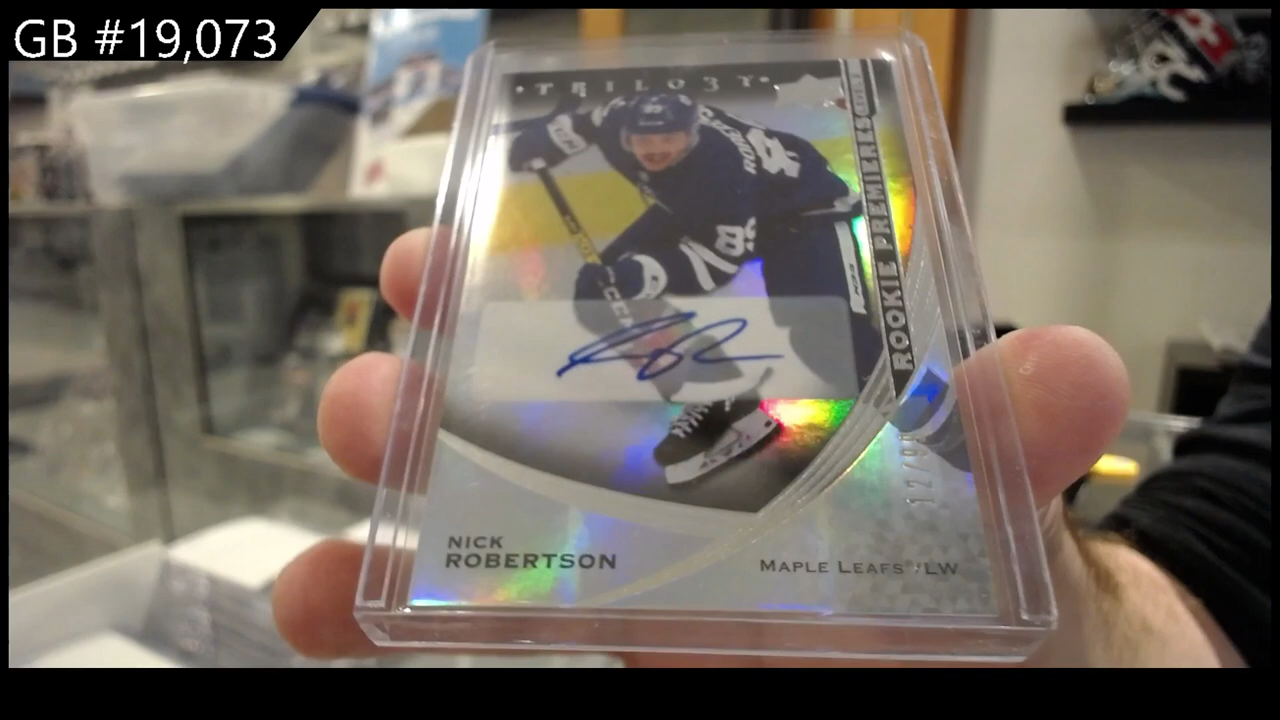 GB #19,073
TRILOGY
ROOKIE PREMIERES
NICK
ROBERTSON
MAPLE LEAFS / LW